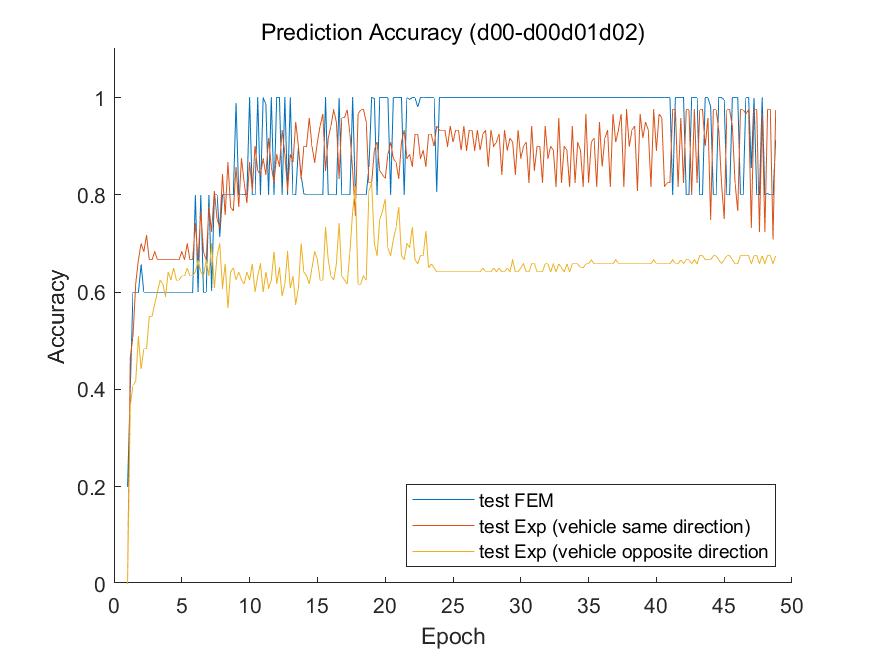 Prediction Accuracy (d00-d00d01d02)
1
0.8
0.6
0.4
0.2
0
Accuracy
test FEM
test Exp (vehicle same direction)
test Exp (vehicle opposite direction
0 5 10 15 20 25 30 35 40 45 50
Epoch